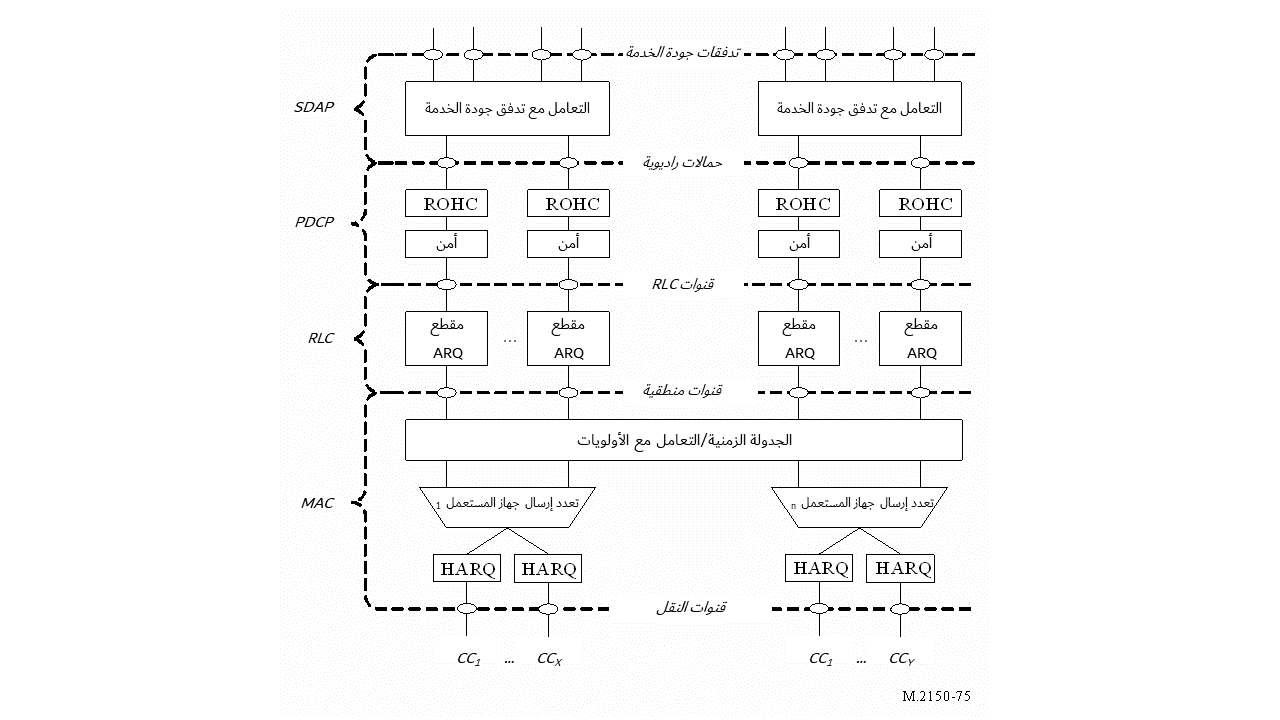 تدفقات جودة الخدمة
SDAP
التعامل مع تدفق جودة الخدمة
التعامل مع تدفق جودة الخدمة
حمالات راديوية
PDCP
ROHC
ROHC
ROHC
ROHC
أمن
أمن
أمن
أمن
قنوات RLC
RLC
مقطع
ARQ
...
مقطع
ARQ
مقطع
ARQ
...
مقطع
ARQ
قنوات منطقية
الجدولة الزمنية/التعامل مع الأولويات
MAC
تعدد إرسال جهاز المستعمل 1
تعدد إرسال جهاز المستعمل n
HARQ
HARQ
HARQ
HARQ
قنوات النقل
CC1 ... CCX
CC1 ... CCY
M.2150-75